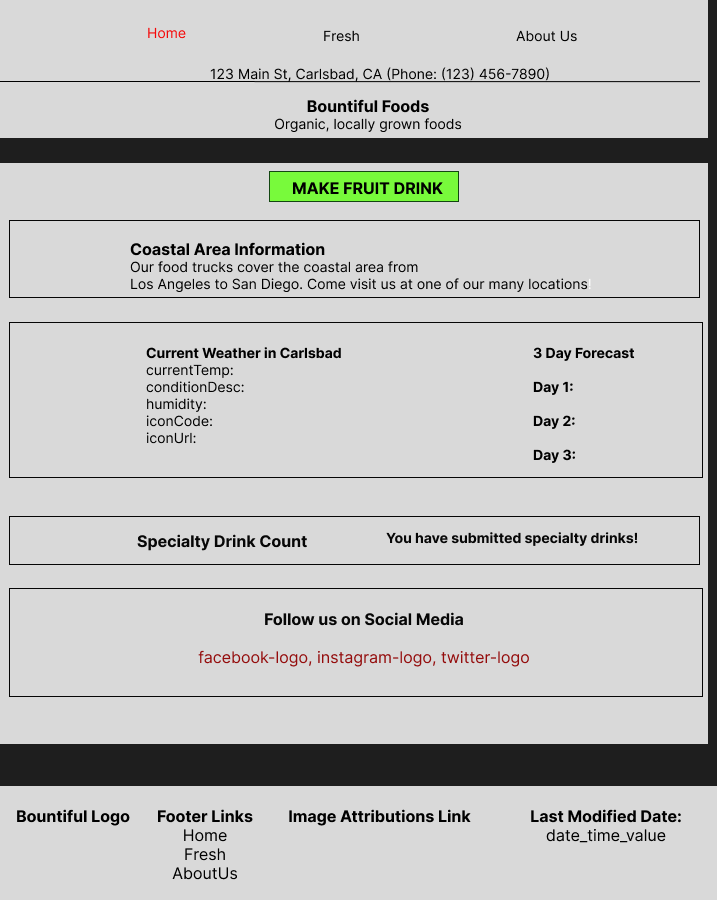 Home Fresh About Us
123 Main St, Carlsbad, CA (Phone: (123) 456-7890)
Bountiful Foods
Organic, locally grown foods
MAKE FRUIT DRINK
Coastal Area Information
Our food trucks cover the coastal area from
Los Angeles to San Diego. Come visit us at one of our many locations!
Current Weather in Carlsbad
currentTemp:
conditionDesc:
humidity:
iconCode:
iconUrl:
3 Day Forecast
Day 1:
Day 2:
Day 3:
Specialty Drink Count
You have submitted specialty drinks!
Follow us on Social Media
facebook-logo, instagram-logo, twitter-logo
Bountiful Logo
Footer Links
Home
Fresh
AboutUs
Image Attributions Link
Last Modified Date:
date_time_value